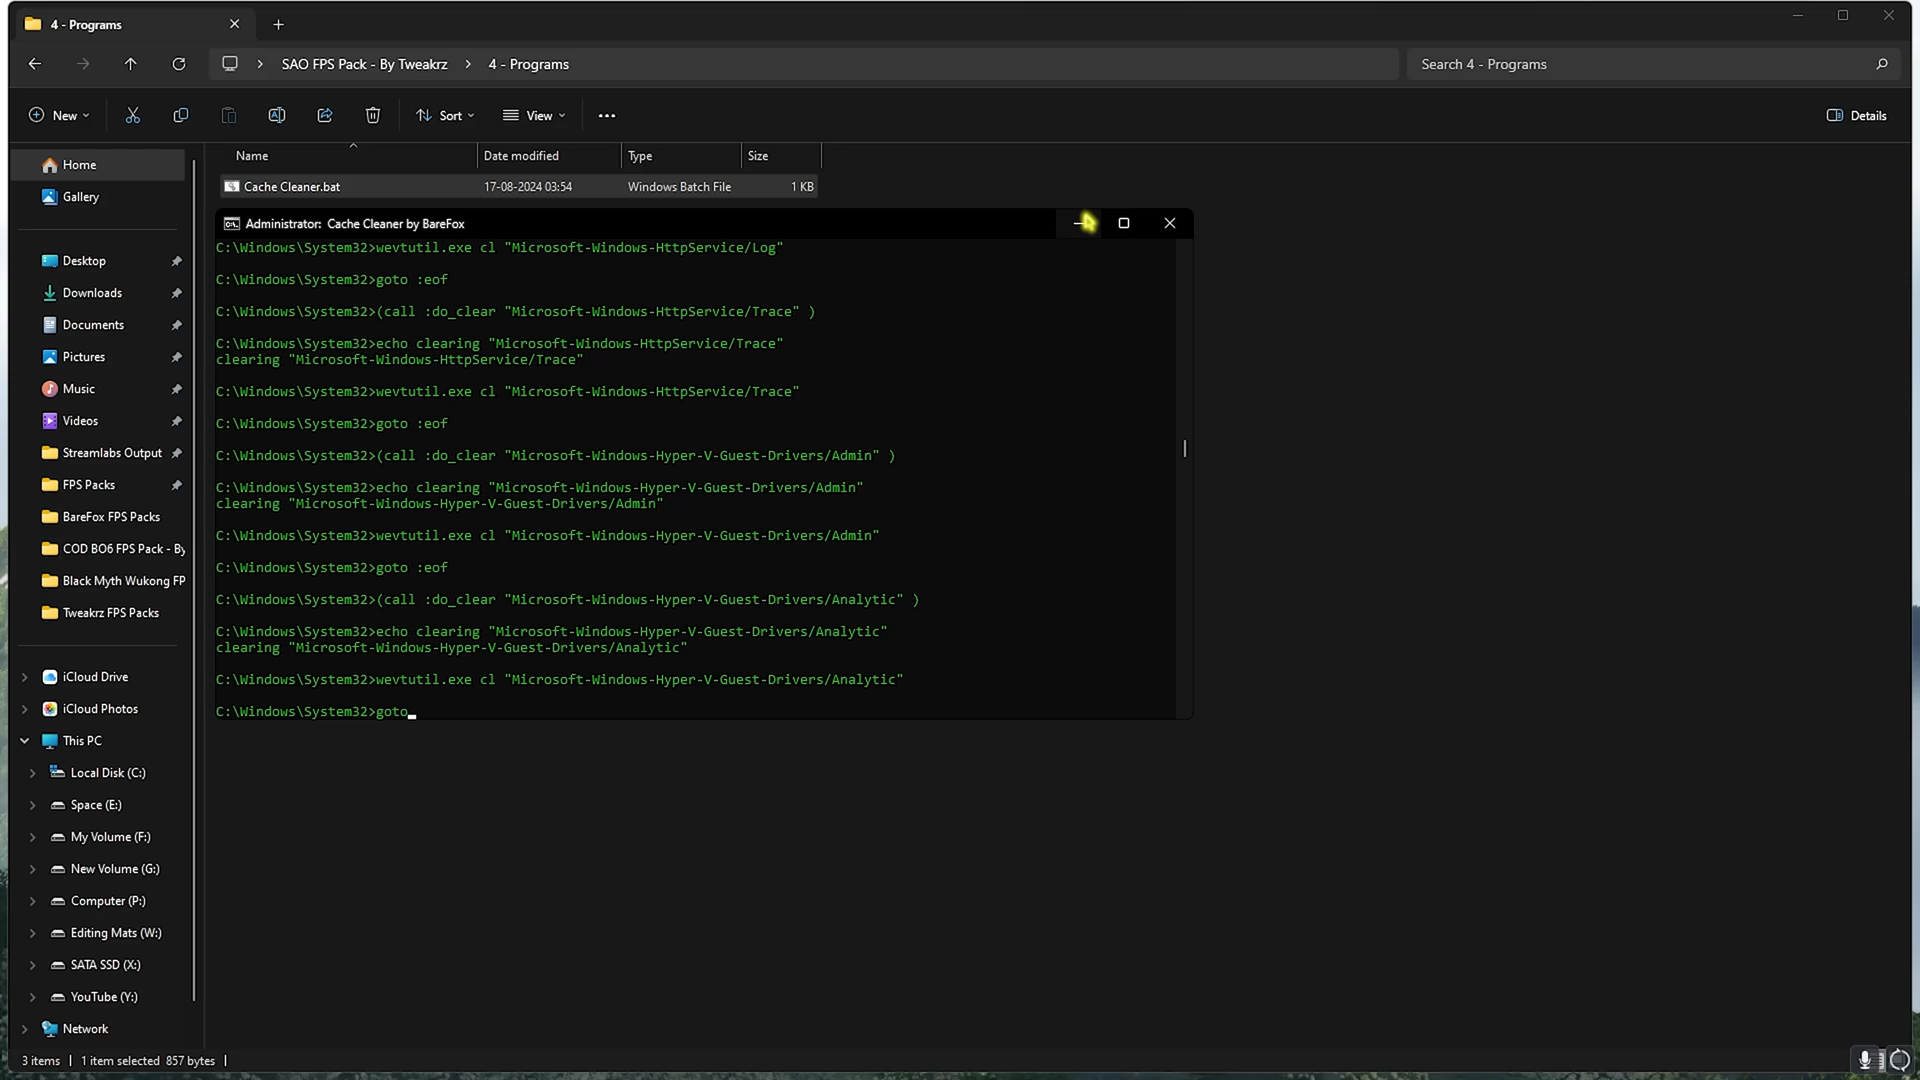 4 - Programs
SAO FPS Pack - By Tweakrz > 4 - Programs
Search 4 - Programs
New
Sort
View
Details
Name
Date modified
Type
Size
Cache Cleaner.bat
17-08-2024 03:54
Windows Batch File
1 KB
Home
Gallery
Desktop
Downloads
Documents
Pictures
Music
Videos
Streamlabs Output
FPS Packs
BareFox FPS Packs
COD BO6 FPS Pack - By
Black Myth Wukong FP
Tweakrz FPS Packs
iCloud Drive
iCloud Photos
This PC
Local Disk (C:)
Space (E:)
My Volume (F:)
New Volume (G:)
Computer (P:)
Editing Mats (W:)
SATA SSD (X:)
YouTube (Y:)
Network
Administrator: Cache Cleaner by BareFox
C:\Windows\System32>wevtutil.exe cl "Microsoft-Windows-HttpService/Log"
C:\Windows\System32>goto :eof
C:\Windows\System32>(call :do_clear "Microsoft-Windows-HttpService/Trace" )
C:\Windows\System32>echo clearing "Microsoft-Windows-HttpService/Trace"
clearing "Microsoft-Windows-HttpService/Trace"
C:\Windows\System32>wevtutil.exe cl "Microsoft-Windows-HttpService/Trace"
C:\Windows\System32>goto :eof
C:\Windows\System32>(call :do_clear "Microsoft-Windows-Hyper-V-Guest-Drivers/Admin" )
C:\Windows\System32>echo clearing "Microsoft-Windows-Hyper-V-Guest-Drivers/Admin"
clearing "Microsoft-Windows-Hyper-V-Guest-Drivers/Admin"
C:\Windows\System32>wevtutil.exe cl "Microsoft-Windows-Hyper-V-Guest-Drivers/Admin"
C:\Windows\System32>goto :eof
C:\Windows\System32>(call :do_clear "Microsoft-Windows-Hyper-V-Guest-Drivers/Analytic" )
C:\Windows\System32>echo clearing "Microsoft-Windows-Hyper-V-Guest-Drivers/Analytic"
clearing "Microsoft-Windows-Hyper-V-Guest-Drivers/Analytic"
C:\Windows\System32>wevtutil.exe cl "Microsoft-Windows-Hyper-V-Guest-Drivers/Analytic"
C:\Windows\System32>goto
3 items | 1 item selected 857 bytes |